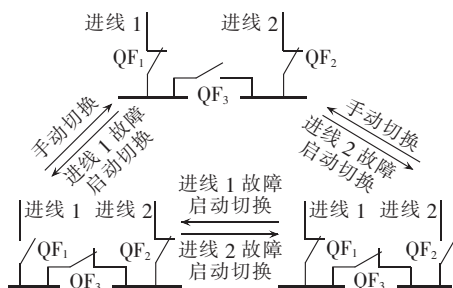 进线 1 进线 2
QF₁ QF₂
QF₃
手动切换
进线 1 故障
启动切换
手动切换
进线 2 故障
启动切换
进线 1 故障
启动切换
进线 2 故障
启动切换
进线 1 进线 2
QF₁ QF₂
QF₃
进线 1 进线 2
QF₁ QF₂
QF₃